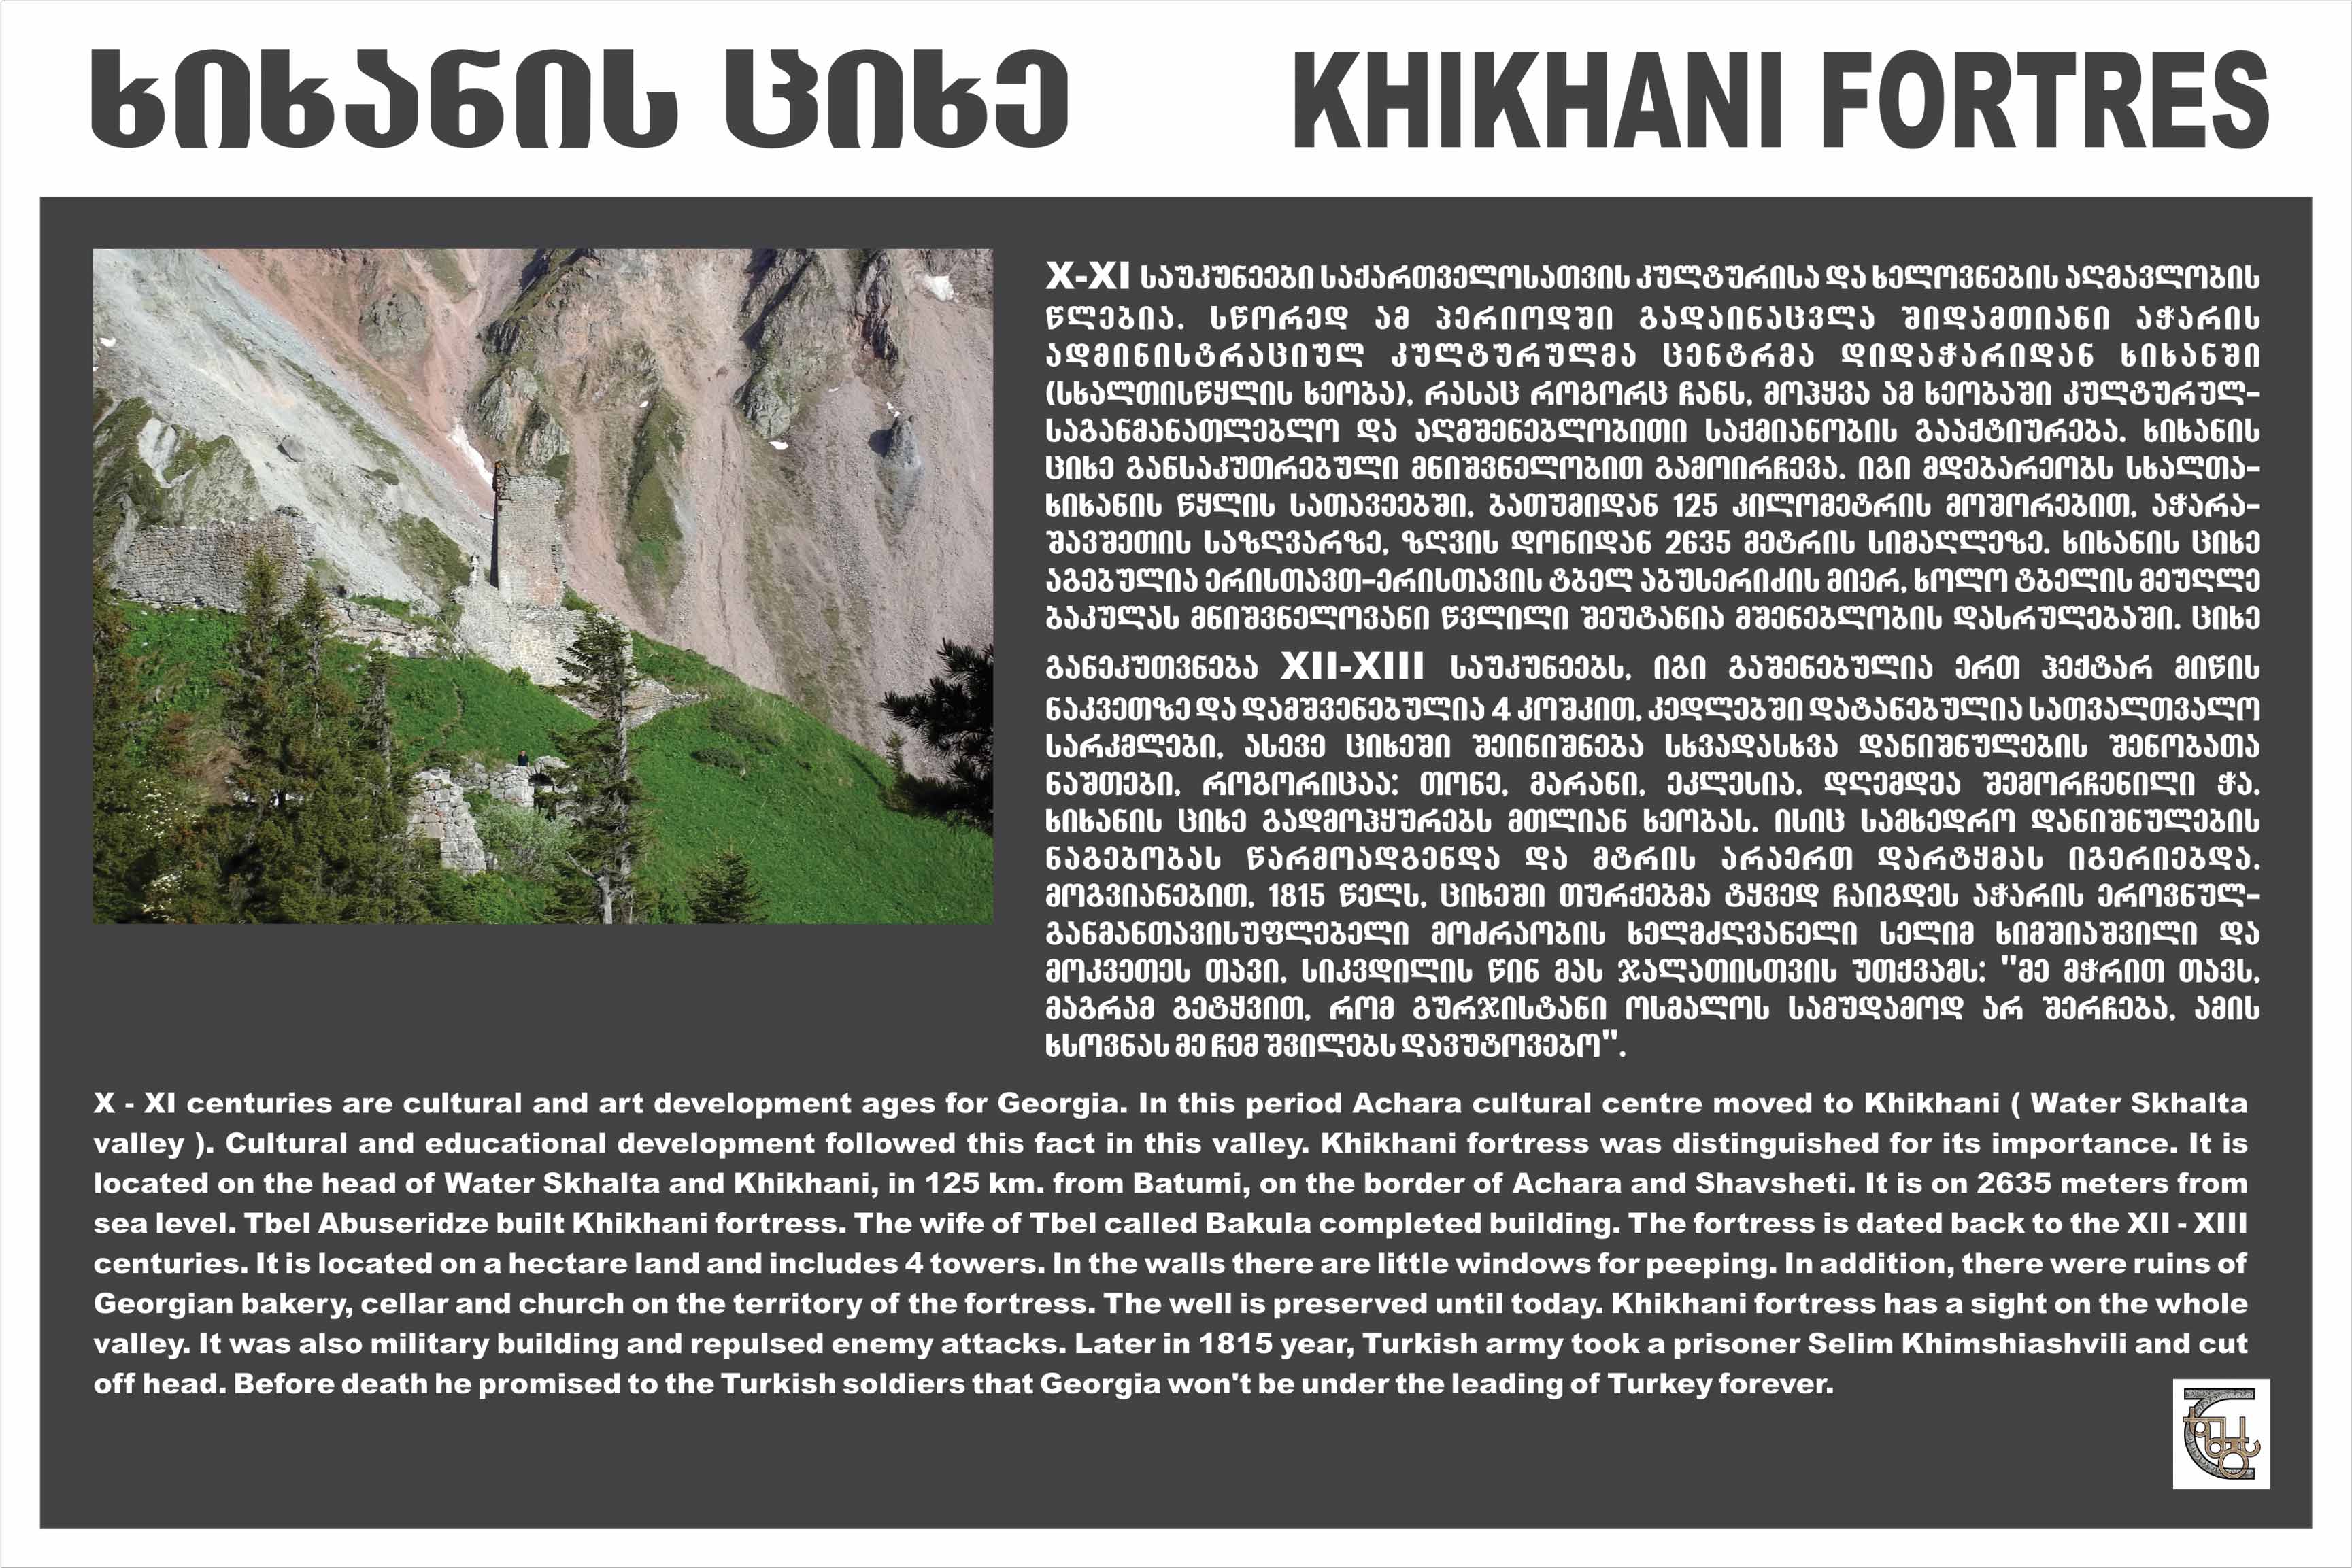 ხიხანის ციხე
KHIKHANI FORTRES
X-XI საუკუნეები საქართველოსათვის კულტურისა და ხელოვნების აღმავლობის
წლებია. სწორედ ამ პერიოდში გადაინაცვლა შიდამთიანი აჭარის
ადმინისტრაციულ კულტურულმა ცენტრმა დიდაჭარიდან ხიხანში
(სხალთისწყლის ხეობა), რასაც როგორც ჩანს, მოჰყვა ამ ხეობაში კულტურულ-
საგანმანათლებლო და აღმშენებლობითი საქმიანობის გააქტიურება. ხიხანის
ციხე განსაკუთრებული მნიშვნელობით გამოირჩევა. იგი მდებარეობს სხალთა-
ხიხანის წყლის სათავეებში, ბათუმიდან 125 კილომეტრის მოშორებით, აჭარა-
შავშეთის საზღვარზე, ზღვის დონიდან 2635 მეტრის სიმაღლეზე. ხიხანის ციხე
აგებულია ერისთავთ-ერისთავის ტბელ აბუსერიძის მიერ, ხოლო ტბელის მეუღლე
ბაკულას მნიშვნელოვანი წვლილი შეუტანია მშენებლობის დასრულებაში. ციხე
განეკუთვნება XII-XIII საუკუნეებს, იგი გაშენებულია ერთ ჰექტარ მიწის
ნაკვეთზე და დამშვენებულია 4 კოშკით, კედლებში დატანებულია სათვალთვალო
სარკმლები, ასევე ციხეში შეინიშნება სხვადასხვა დანიშნულების შენობათა
ნაშთები, როგორიცაა: თონე, მარანი, ეკლესია. დღემდეა შემორჩენილი ჭა.
ხიხანის ციხე გადმოჰყურებს მთლიან ხეობას. ისიც სამხედრო დანიშნულების
ნაგებობას წარმოადგენდა და მტრის არაერთ დარტყმას იგერიებდა.
მოგვიანებით, 1815 წელს, ციხეში თურქებმა ტყვედ ჩაიგდეს აჭარის ეროვნულ-
განმანთავისუფლებელი მოძრაობის ხელმძღვანელი სელიმ ხიმშიაშვილი და
მოკვეთეს თავი, სიკვდილის წინ მას ჯალათისთვის უთქვამს: "მე მჭრით თავს,
მაგრამ გეტყვით, რომ გურჯისტანი ოსმალოს სამუდამოდ არ შერჩება, ამის
ხსოვნას მე ჩემ შვილებს დავუტოვებო".
X - XI centuries are cultural and art development ages for Georgia. In this period Achara cultural centre moved to Khikhani ( Water Skhalta
valley ). Cultural and educational development followed this fact in this valley. Khikhani fortress was distinguished for its importance. It is
located on the head of Water Skhalta and Khikhani, in 125 km. from Batumi, on the border of Achara and Shavsheti. It is on 2635 meters from
sea level. Tbel Abuseridze built Khikhani fortress. The wife of Tbel called Bakula completed building. The fortress is dated back to the XII - XIII
centuries. It is located on a hectare land and includes 4 towers. In the walls there are little windows for peeping. In addition, there were ruins of
Georgian bakery, cellar and church on the territory of the fortress. The well is preserved until today. Khikhani fortress has a sight on the whole
valley. It was also military building and repulsed enemy attacks. Later in 1815 year, Turkish army took a prisoner Selim Khimshiashvili and cut
off head. Before death he promised to the Turkish soldiers that Georgia won't be under the leading of Turkey forever.